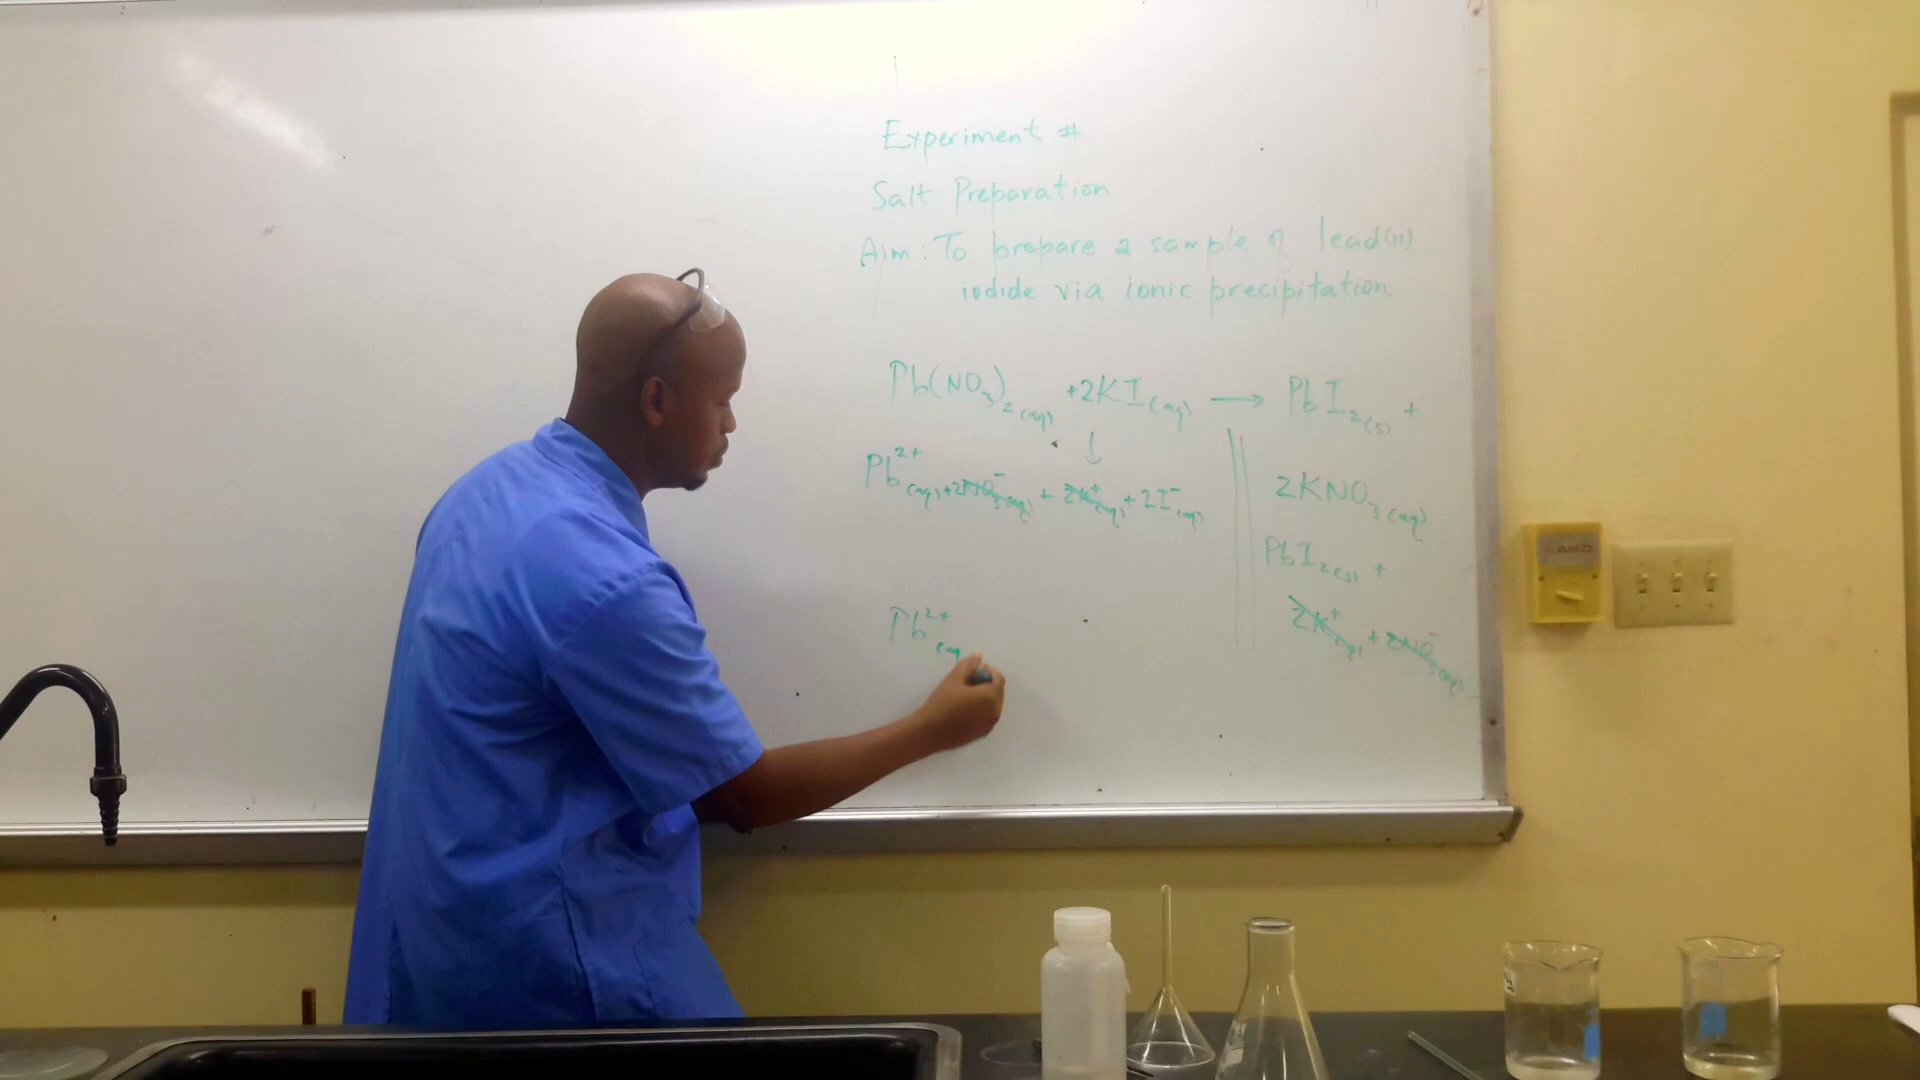 Experiment #
Salt Preparation
Aim: To prepare a sample of lead(II)
iodide via ionic precipitation
Pb(NO₃)₂(aq) + 2KI(aq) ⟶ PbI₂(s) +
↓
2KNO₃(aq)
Pb²⁺(aq) + 2NO₃⁻(aq) + 2K⁺(aq) + 2I⁻(aq)
PbI₂(s) +
2K⁺(aq) + 2NO₃⁻(aq)
Pb²⁺(aq